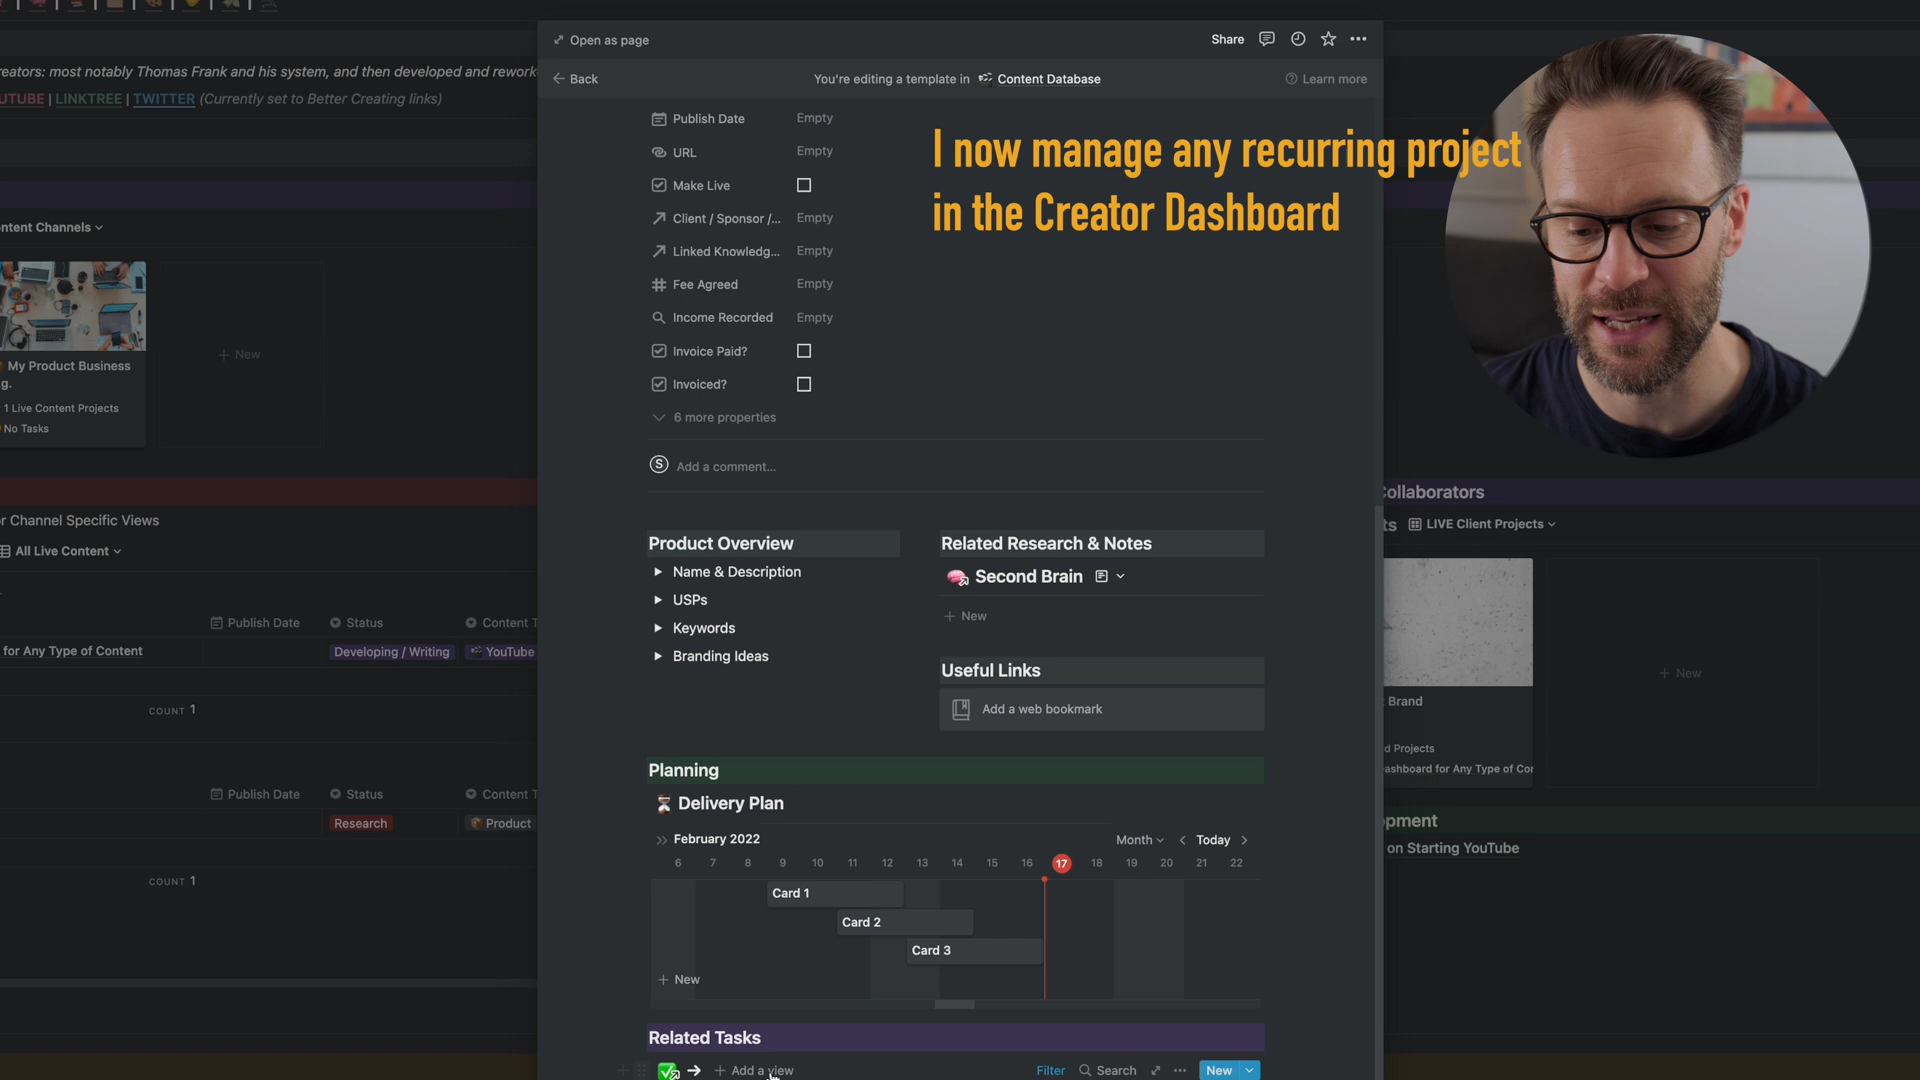 Open as page
Share
Back
You're editing a template in Content Database
Learn more
reators: most notably Thomas Frank and his system, and then developed and rework
UTUBE | LINKTREE | TWITTER (Currently set to Better Creating links)
Publish Date Empty
URL Empty
Make Live
Client / Sponsor /... Empty
Linked Knowledg... Empty
Fee Agreed Empty
Income Recorded Empty
Invoice Paid?
Invoiced?
6 more properties
I now manage any recurring project
in the Creator Dashboard
S Add a comment...
ntent Channels
+ New
My Product Business
g.
1 Live Content Projects
No Tasks
r Channel Specific Views
All Live Content
Publish Date Status Content T
for Any Type of Content Developing / Writing YouTube
COUNT 1
Publish Date Status Content T
Research Product
COUNT 1
Product Overview
Name & Description
USPs
Keywords
Branding Ideas
Related Research & Notes
Second Brain
+ New
Useful Links
Add a web bookmark
Planning
Delivery Plan
February 2022 Month Today
6 7 8 9 10 11 12 13 14 15 16 17 18 19 20 21 22
Card 1
Card 2
Card 3
+ New
Related Tasks
+ Add a view Filter Search New
ollaborators
ts LIVE Client Projects
+ New
Brand
d Projects
ashboard for Any Type of Cor
opment
on Starting YouTube